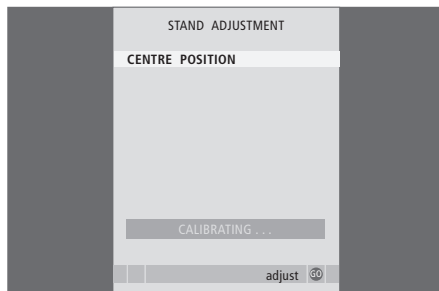 STAND ADJUSTMENT
CENTRE POSITION
CALIBRATING . . .
adjust GO